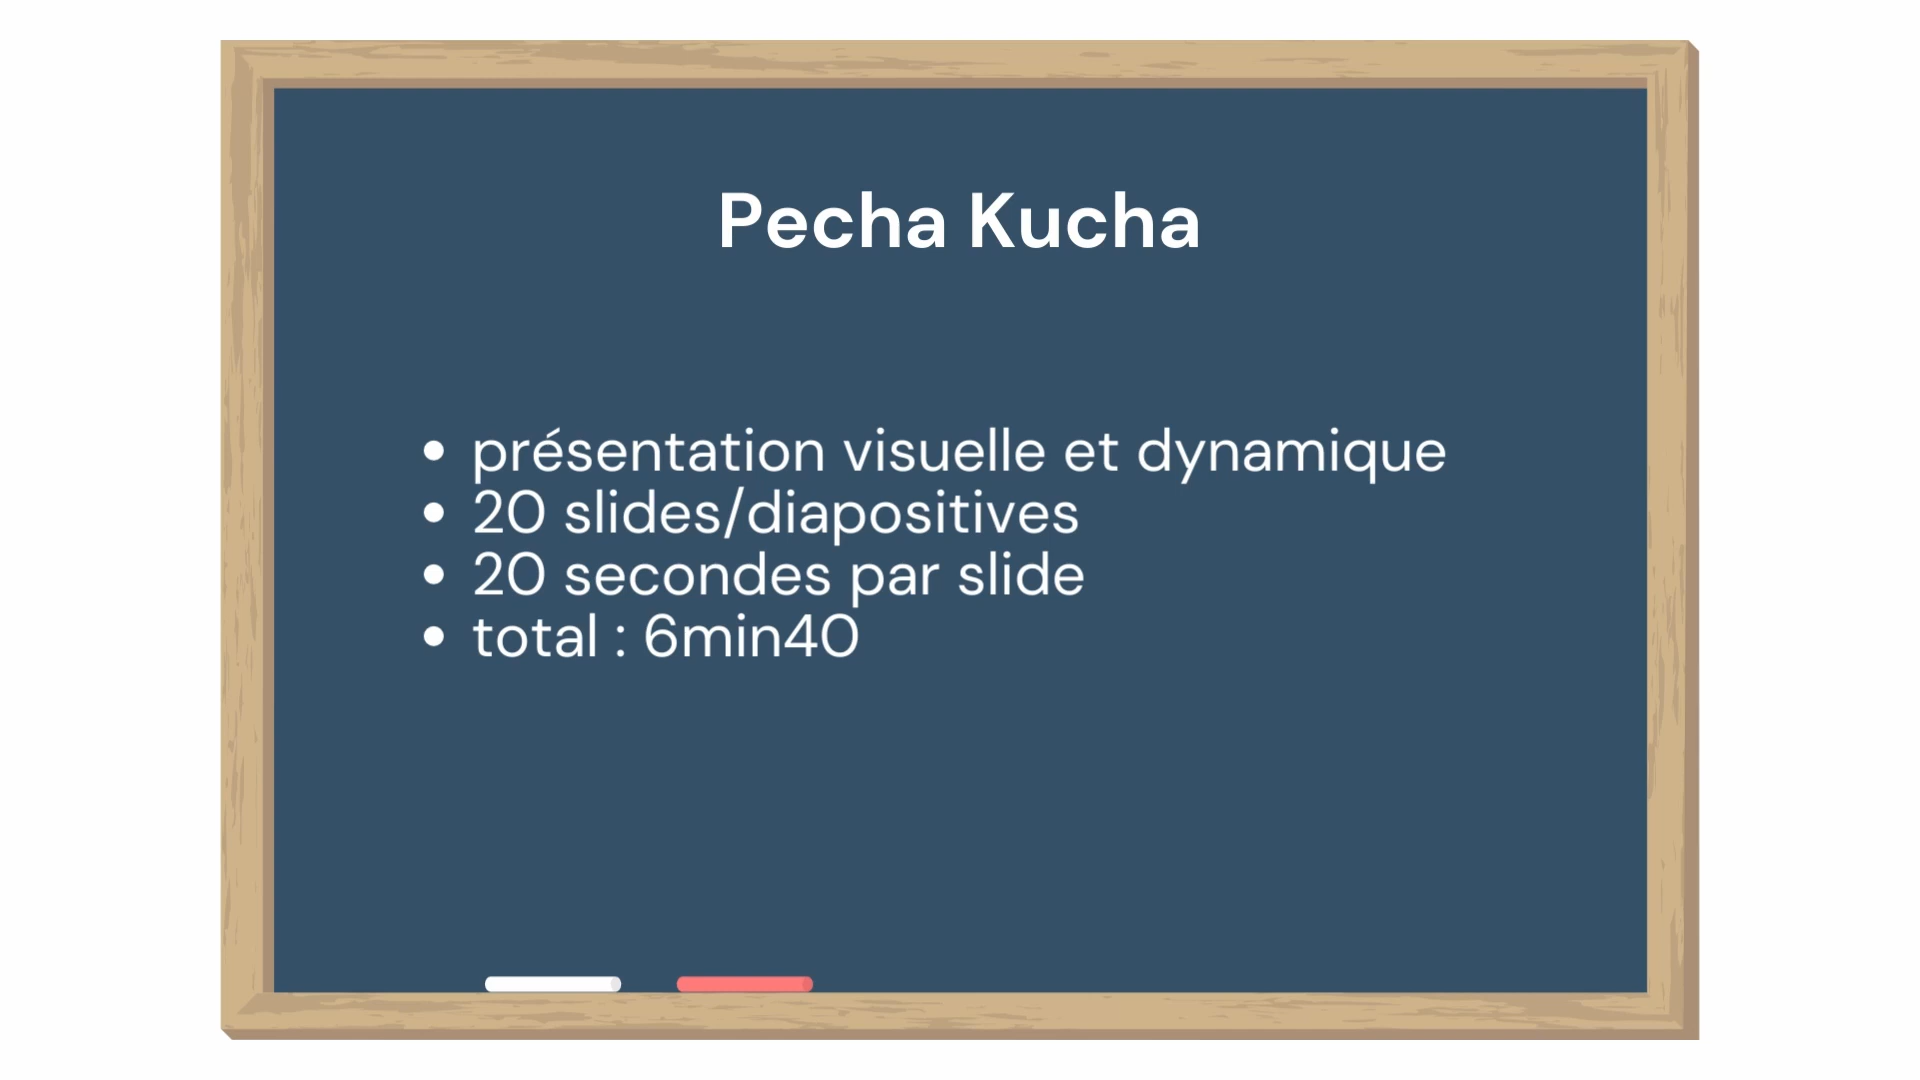 Pecha Kucha
• présentation visuelle et dynamique
• 20 slides/diapositives
• 20 secondes par slide
• total : 6min40